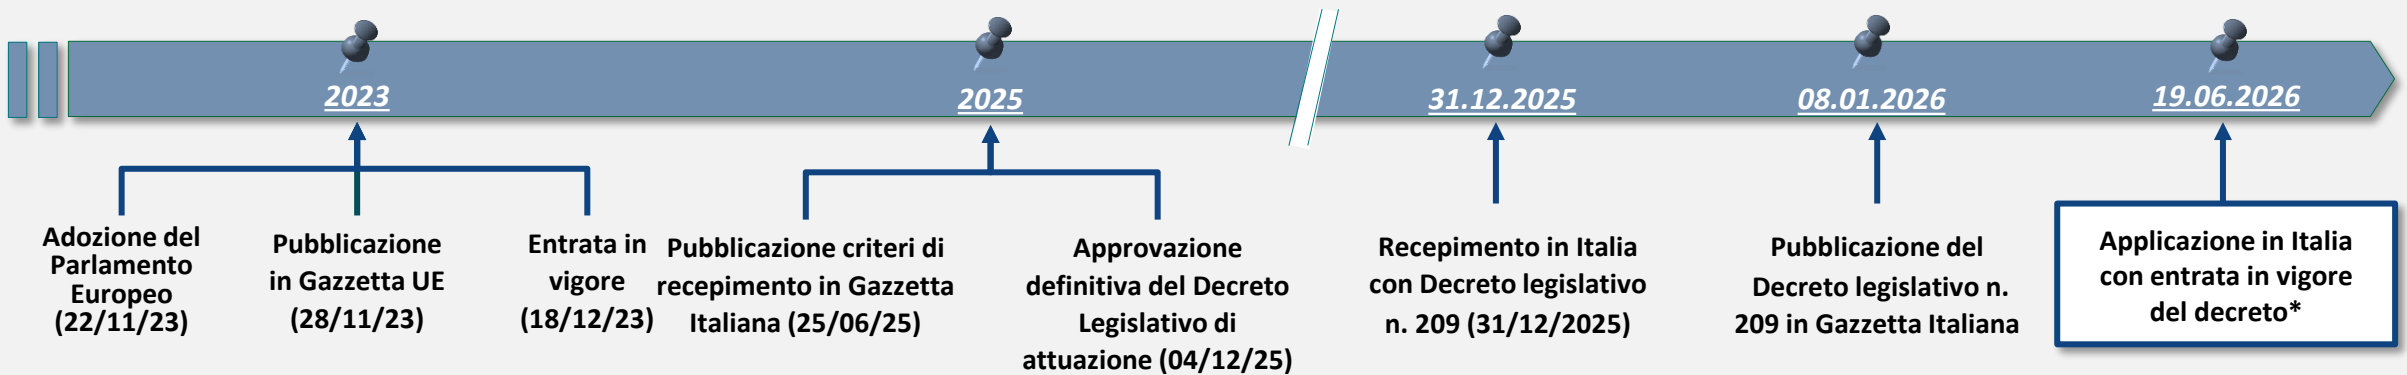 2023
2025
31.12.2025
08.01.2026
19.06.2026
Adozione del
Parlamento
Europeo
(22/11/23)
Pubblicazione
in Gazzetta UE
(28/11/23)
Entrata in
vigore
(18/12/23)
Pubblicazione criteri di
recepimento in Gazzetta
Italiana (25/06/25)
Approvazione
definitiva del Decreto
Legislativo di
attuazione (04/12/25)
Recepimento in Italia
con Decreto legislativo
n. 209 (31/12/2025)
Pubblicazione del
Decreto legislativo n.
209 in Gazzetta Italiana
Applicazione in Italia
con entrata in vigore
del decreto*